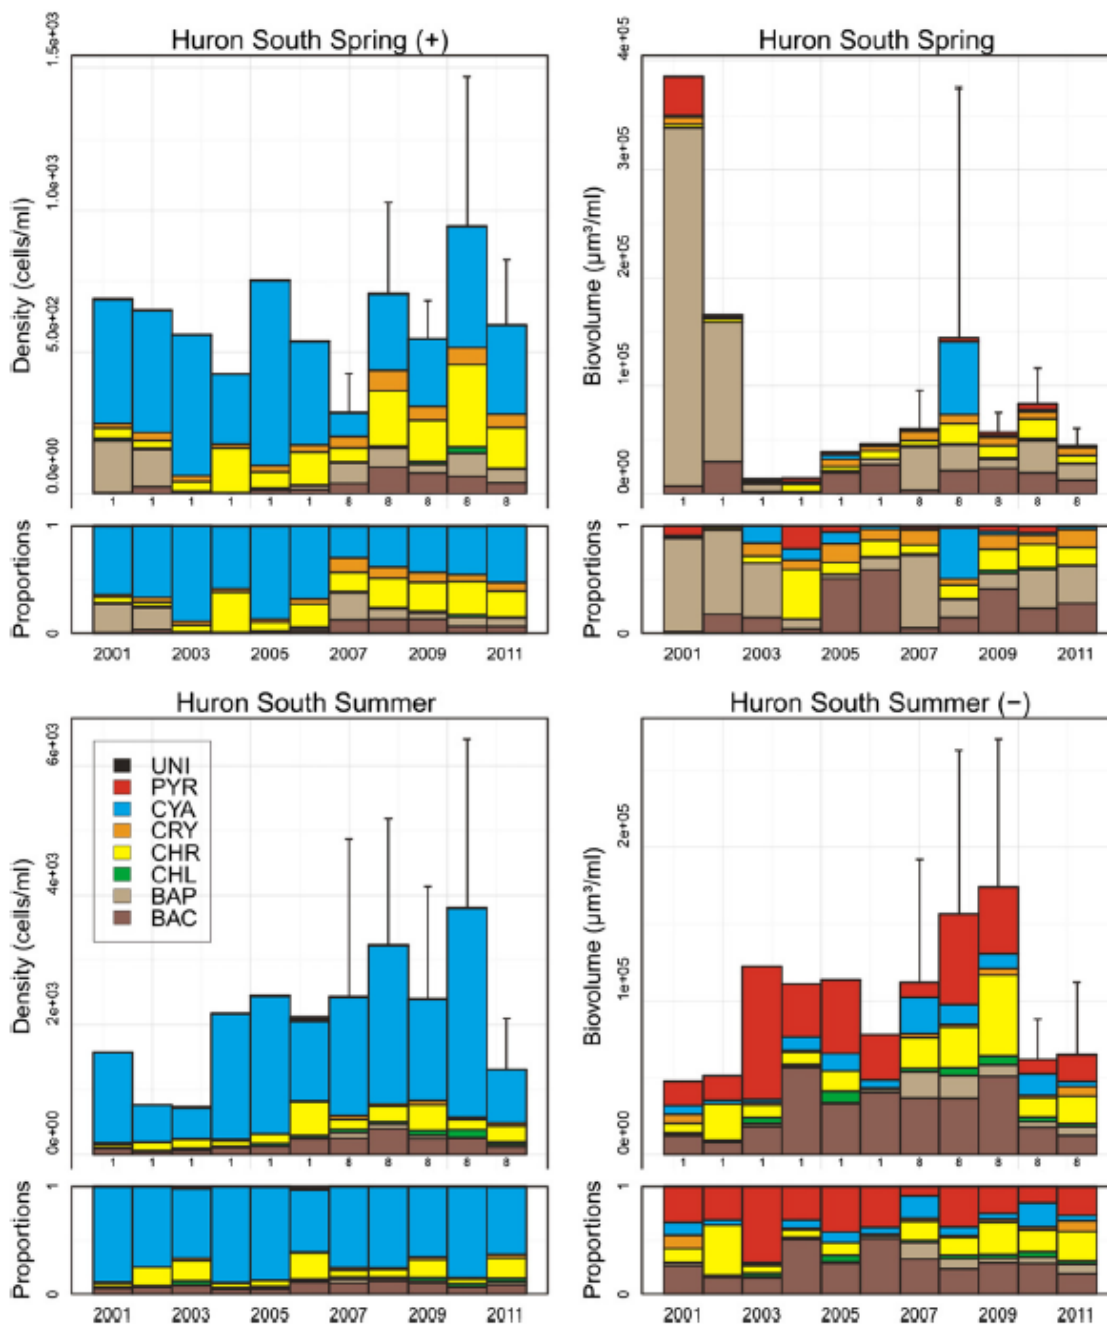 Huron South Spring (+)
Density (cells/ml)
1.5e+03
1.0e+03
5.0e+02
0.0e+00
1 1 1 1 1 1 8 8 8 8 8
Proportions
1
0
2001 2003 2005 2007 2009 2011
Huron South Spring
Biovolume (µm³/ml)
4e+05
3e+05
2e+05
1e+05
0e+00
1 1 1 1 1 1 8 8 8 8 8
Proportions
1
0
2001 2003 2005 2007 2009 2011
Huron South Summer
Density (cells/ml)
6e+03
4e+03
2e+03
0e+00
UNI
PYR
CYA
CRY
CHR
CHL
BAP
BAC
1 1 1 1 1 1 8 8 8 8 8
Proportions
1
0
2001 2003 2005 2007 2009 2011
Huron South Summer (−)
Biovolume (µm³/ml)
2e+05
1e+05
0e+00
1 1 1 1 1 1 8 8 8 8 8
Proportions
1
0
2001 2003 2005 2007 2009 2011